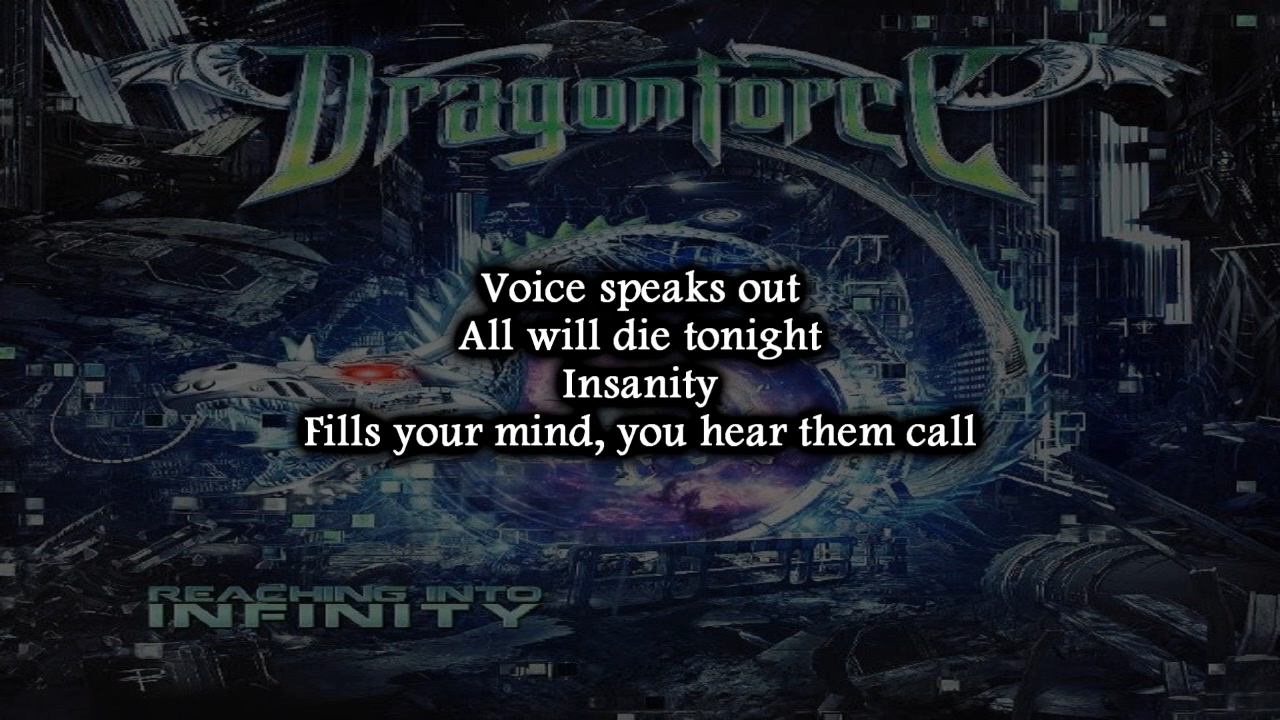 DragonforcE
Voice speaks out
All will die tonight
Insanity
Fills your mind, you hear them call
REACHING INTO
INFINITY